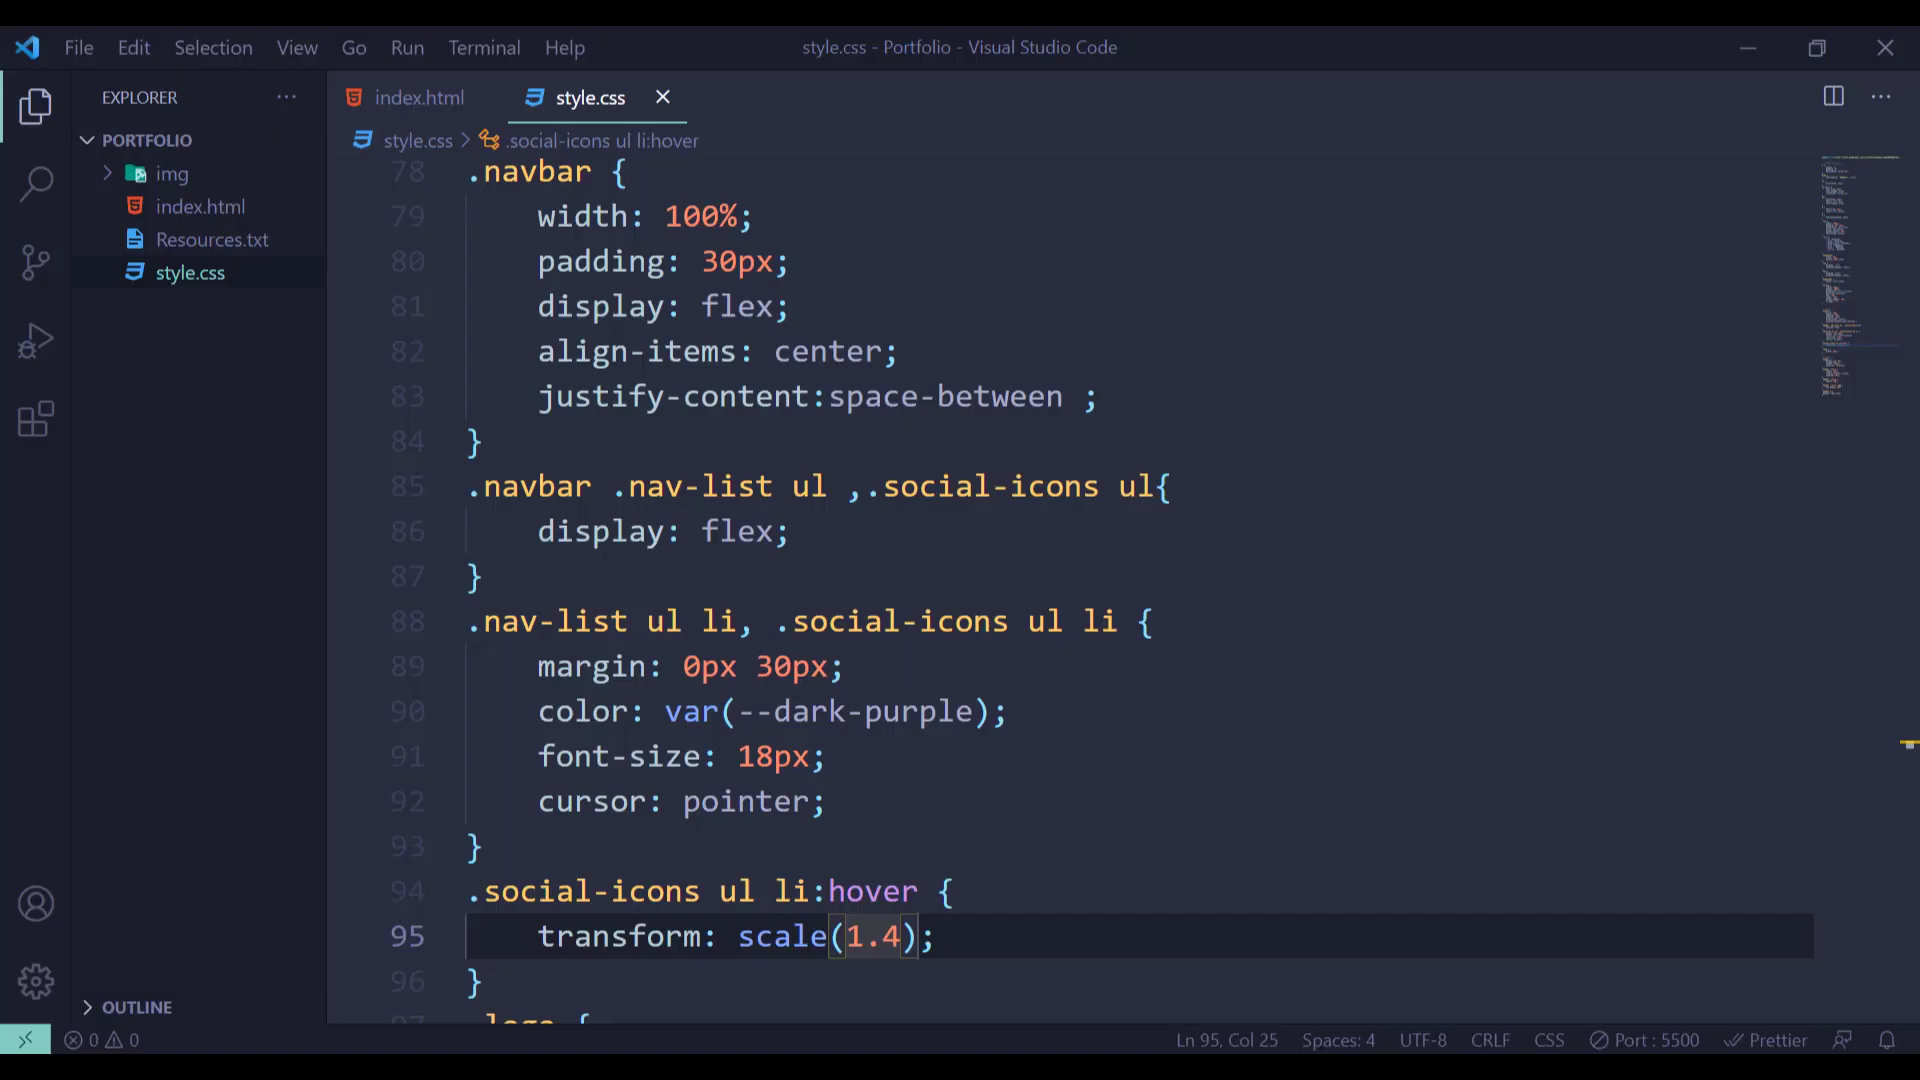 File Edit Selection View Go Run Terminal Help style.css - Portfolio - Visual Studio Code
EXPLORER
PORTFOLIO
img
index.html
Resources.txt
style.css
OUTLINE
index.html style.css
style.css > .social-icons ul li:hover
78 .navbar {
79 width: 100%;
80 padding: 30px;
81 display: flex;
82 align-items: center;
83 justify-content:space-between ;
84 }
85 .navbar .nav-list ul ,.social-icons ul{
86 display: flex;
87 }
88 .nav-list ul li, .social-icons ul li {
89 margin: 0px 30px;
90 color: var(--dark-purple);
91 font-size: 18px;
92 cursor: pointer;
93 }
94 .social-icons ul li:hover {
95 transform: scale(1.4);
96 }
97 .logo {
0 0 Ln 95, Col 25 Spaces: 4 UTF-8 CRLF CSS Port : 5500 Prettier